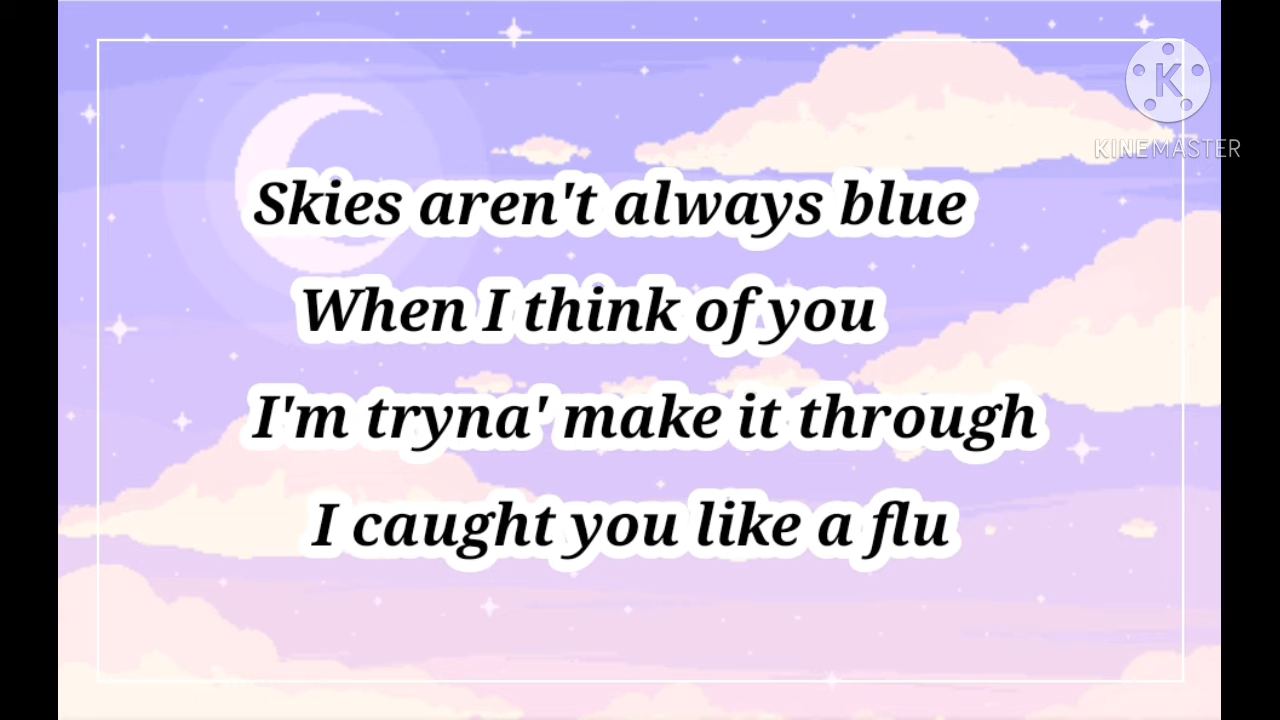 K
KINEMASTER
Skies aren't always blue
When I think of you
I'm tryna' make it through
I caught you like a flu